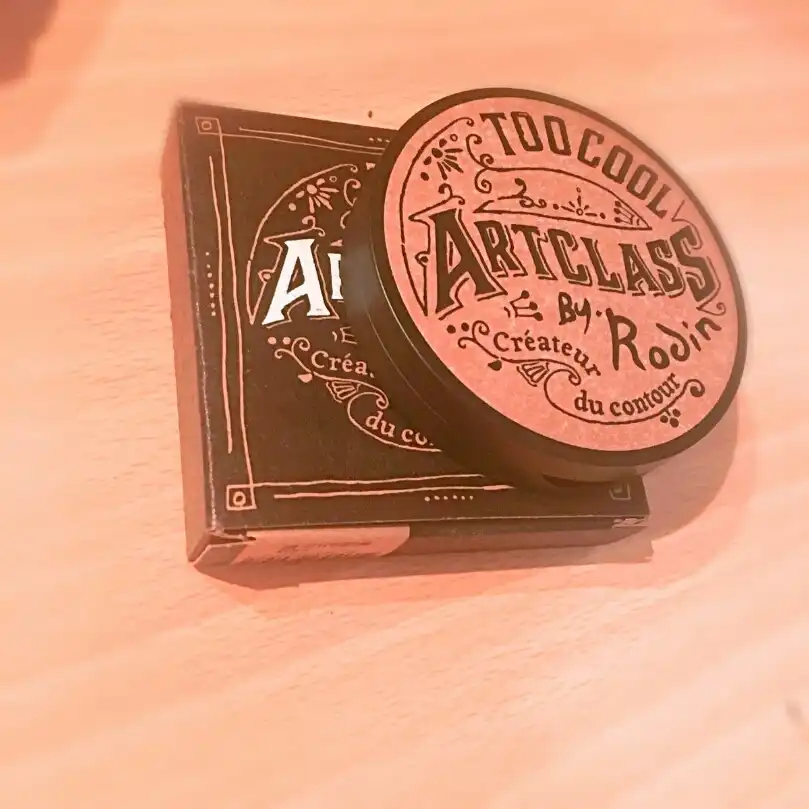 TOO COOL
ARTCLASS
By. Rodin
Créateur
du contour
A
Créa
du co